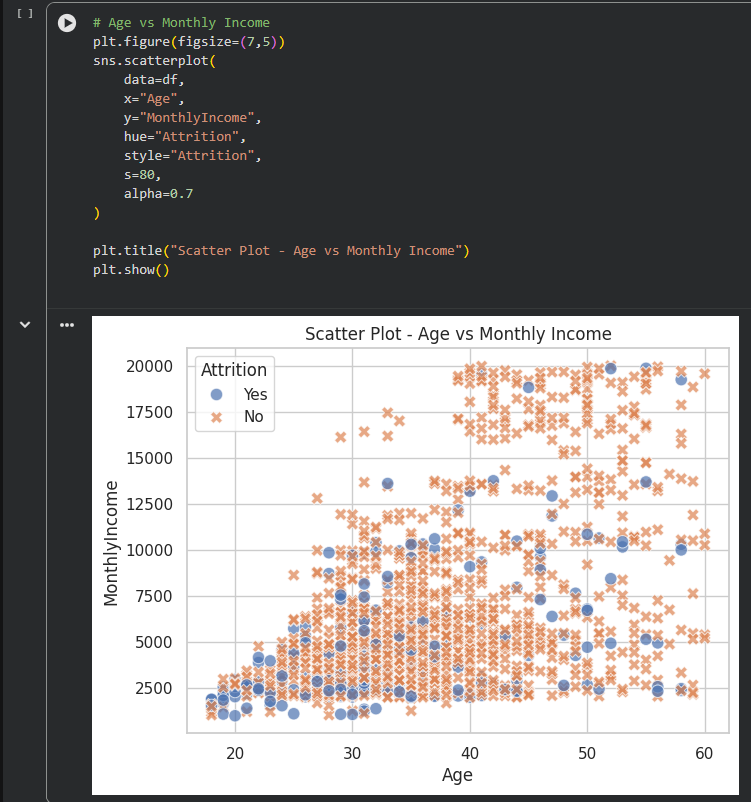 [ ]
# Age vs Monthly Income
plt.figure(figsize=(7,5))
sns.scatterplot(
    data=df,
    x="Age",
    y="MonthlyIncome",
    hue="Attrition",
    style="Attrition",
    s=80,
    alpha=0.7
)
plt.title("Scatter Plot - Age vs Monthly Income")
plt.show()
Scatter Plot - Age vs Monthly Income
Attrition
Yes
No
20000
17500
15000
12500
10000
7500
5000
2500
MonthlyIncome
20 30 40 50 60
Age